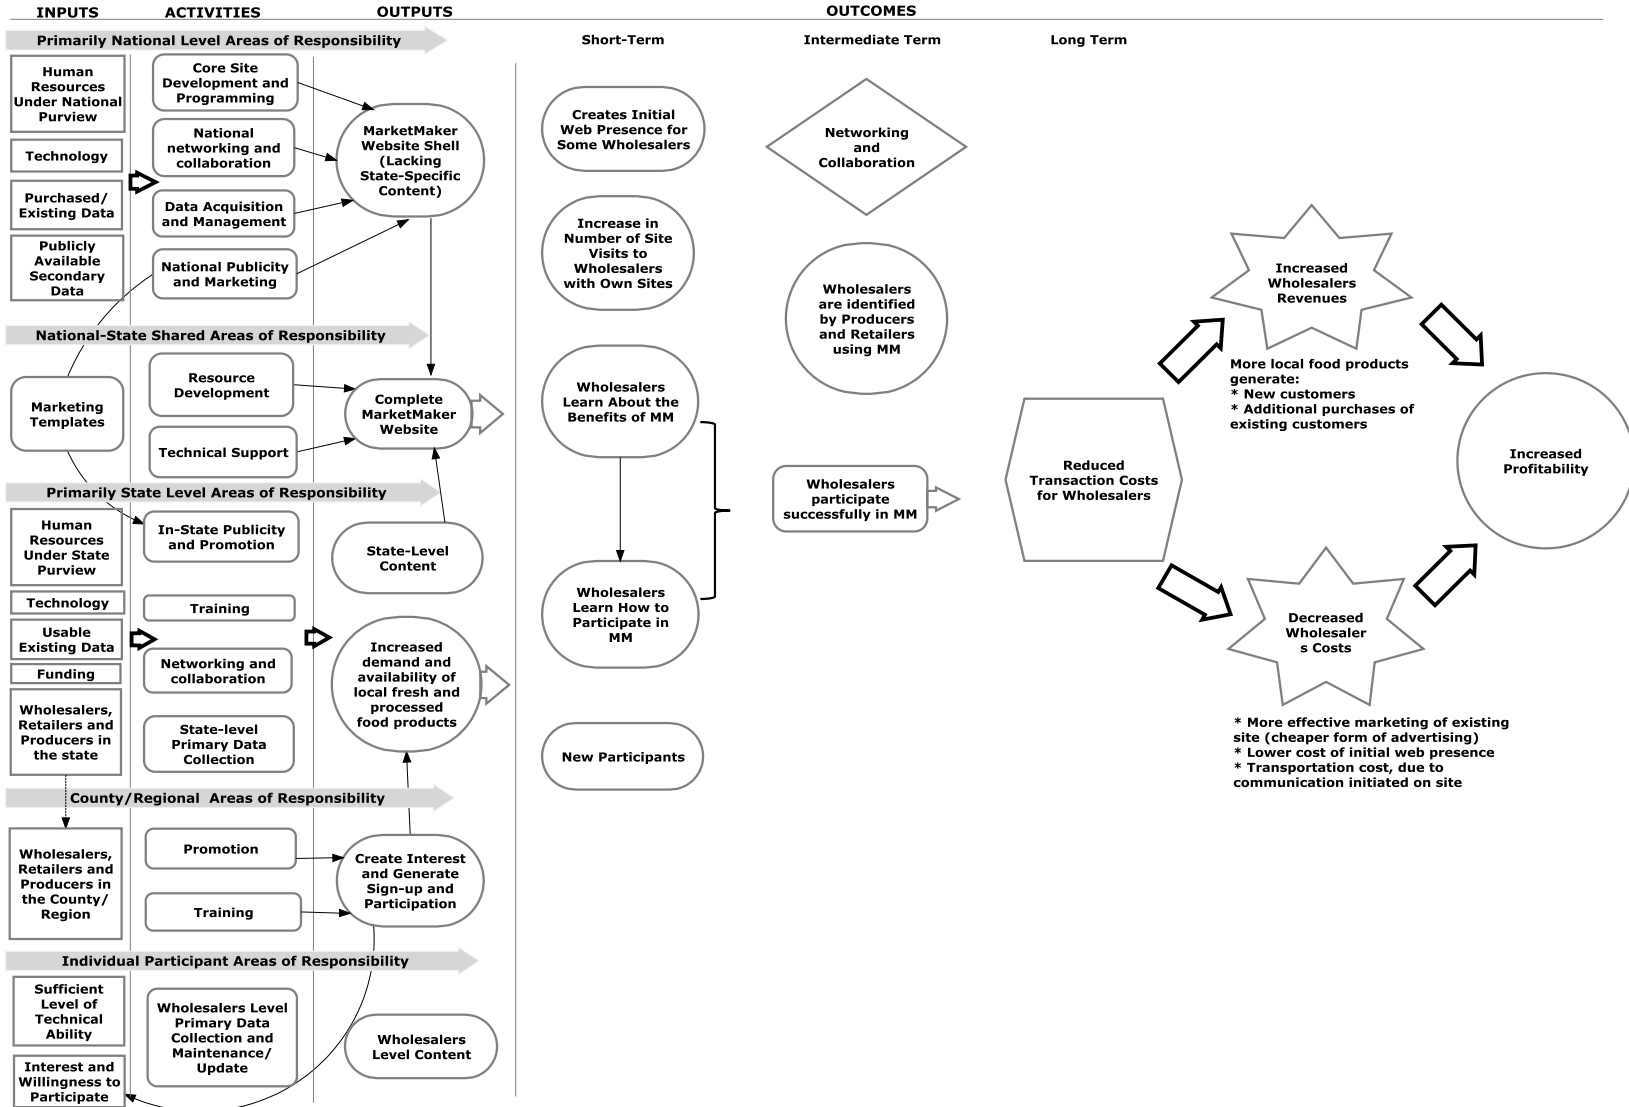 INPUTS
ACTIVITIES
OUTPUTS
OUTCOMES
Primarily National Level Areas of Responsibility
Short-Term
Intermediate Term
Long Term
Human
Resources
Under National
Purview
Technology
Purchased/
Existing Data
Publicly
Available
Secondary
Data
Core Site
Development and
Programming
National
networking and
collaboration
Data Acquisition
and Management
National Publicity
and Marketing
MarketMaker
Website Shell
(Lacking
State-Specific
Content)
National-State Shared Areas of Responsibility
Marketing
Templates
Resource
Development
Technical Support
Complete
MarketMaker
Website
Primarily State Level Areas of Responsibility
Human
Resources
Under State
Purview
Technology
Usable
Existing Data
Funding
Wholesalers,
Retailers and
Producers in
the state
In-State Publicity
and Promotion
Training
Networking and
collaboration
State-level
Primary Data
Collection
State-Level
Content
Increased
demand and
availability of
local fresh and
processed
food products
County/Regional  Areas of Responsibility
Wholesalers,
Retailers and
Producers in
the County/
Region
Promotion
Training
Create Interest
and Generate
Sign-up and
Participation
Individual Participant Areas of Responsibility
Sufficient
Level of
Technical
Ability
Interest and
Willingness to
Participate
Wholesalers Level
Primary Data
Collection and
Maintenance/
Update
Wholesalers
Level Content
Creates Initial
Web Presence for
Some Wholesalers
Increase in
Number of Site
Visits to
Wholesalers
with Own Sites
Wholesalers
Learn About the
Benefits of MM
Wholesalers
Learn How to
Participate in
MM
New Participants
Networking
and
Collaboration
Wholesalers
are identified
by Producers
and Retailers
using MM
Wholesalers
participate
successfully in MM
Reduced
Transaction Costs
for Wholesalers
Increased
Wholesalers
Revenues
More local food products
generate:
* New customers
* Additional purchases of
existing customers
Decreased
Wholesaler
s Costs
* More effective marketing of existing
site (cheaper form of advertising)
* Lower cost of initial web presence
* Transportation cost, due to
communication initiated on site
Increased
Profitability